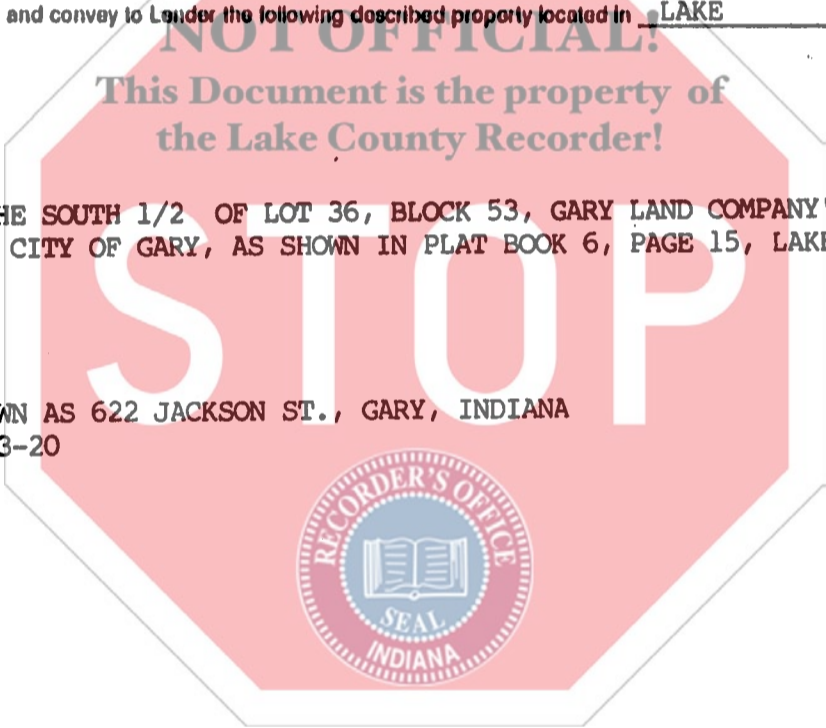 and convey to Lender the following described property located in LAKE
NOT OFFICIAL!
This Document is the property of
the Lake County Recorder!
HE SOUTH 1/2 OF LOT 36, BLOCK 53, GARY LAND COMPANY'
CITY OF GARY, AS SHOWN IN PLAT BOOK 6, PAGE 15, LAKE
STOP
WN AS 622 JACKSON ST., GARY, INDIANA
3-20
RECORDER'S OFFICE
SEAL
INDIANA